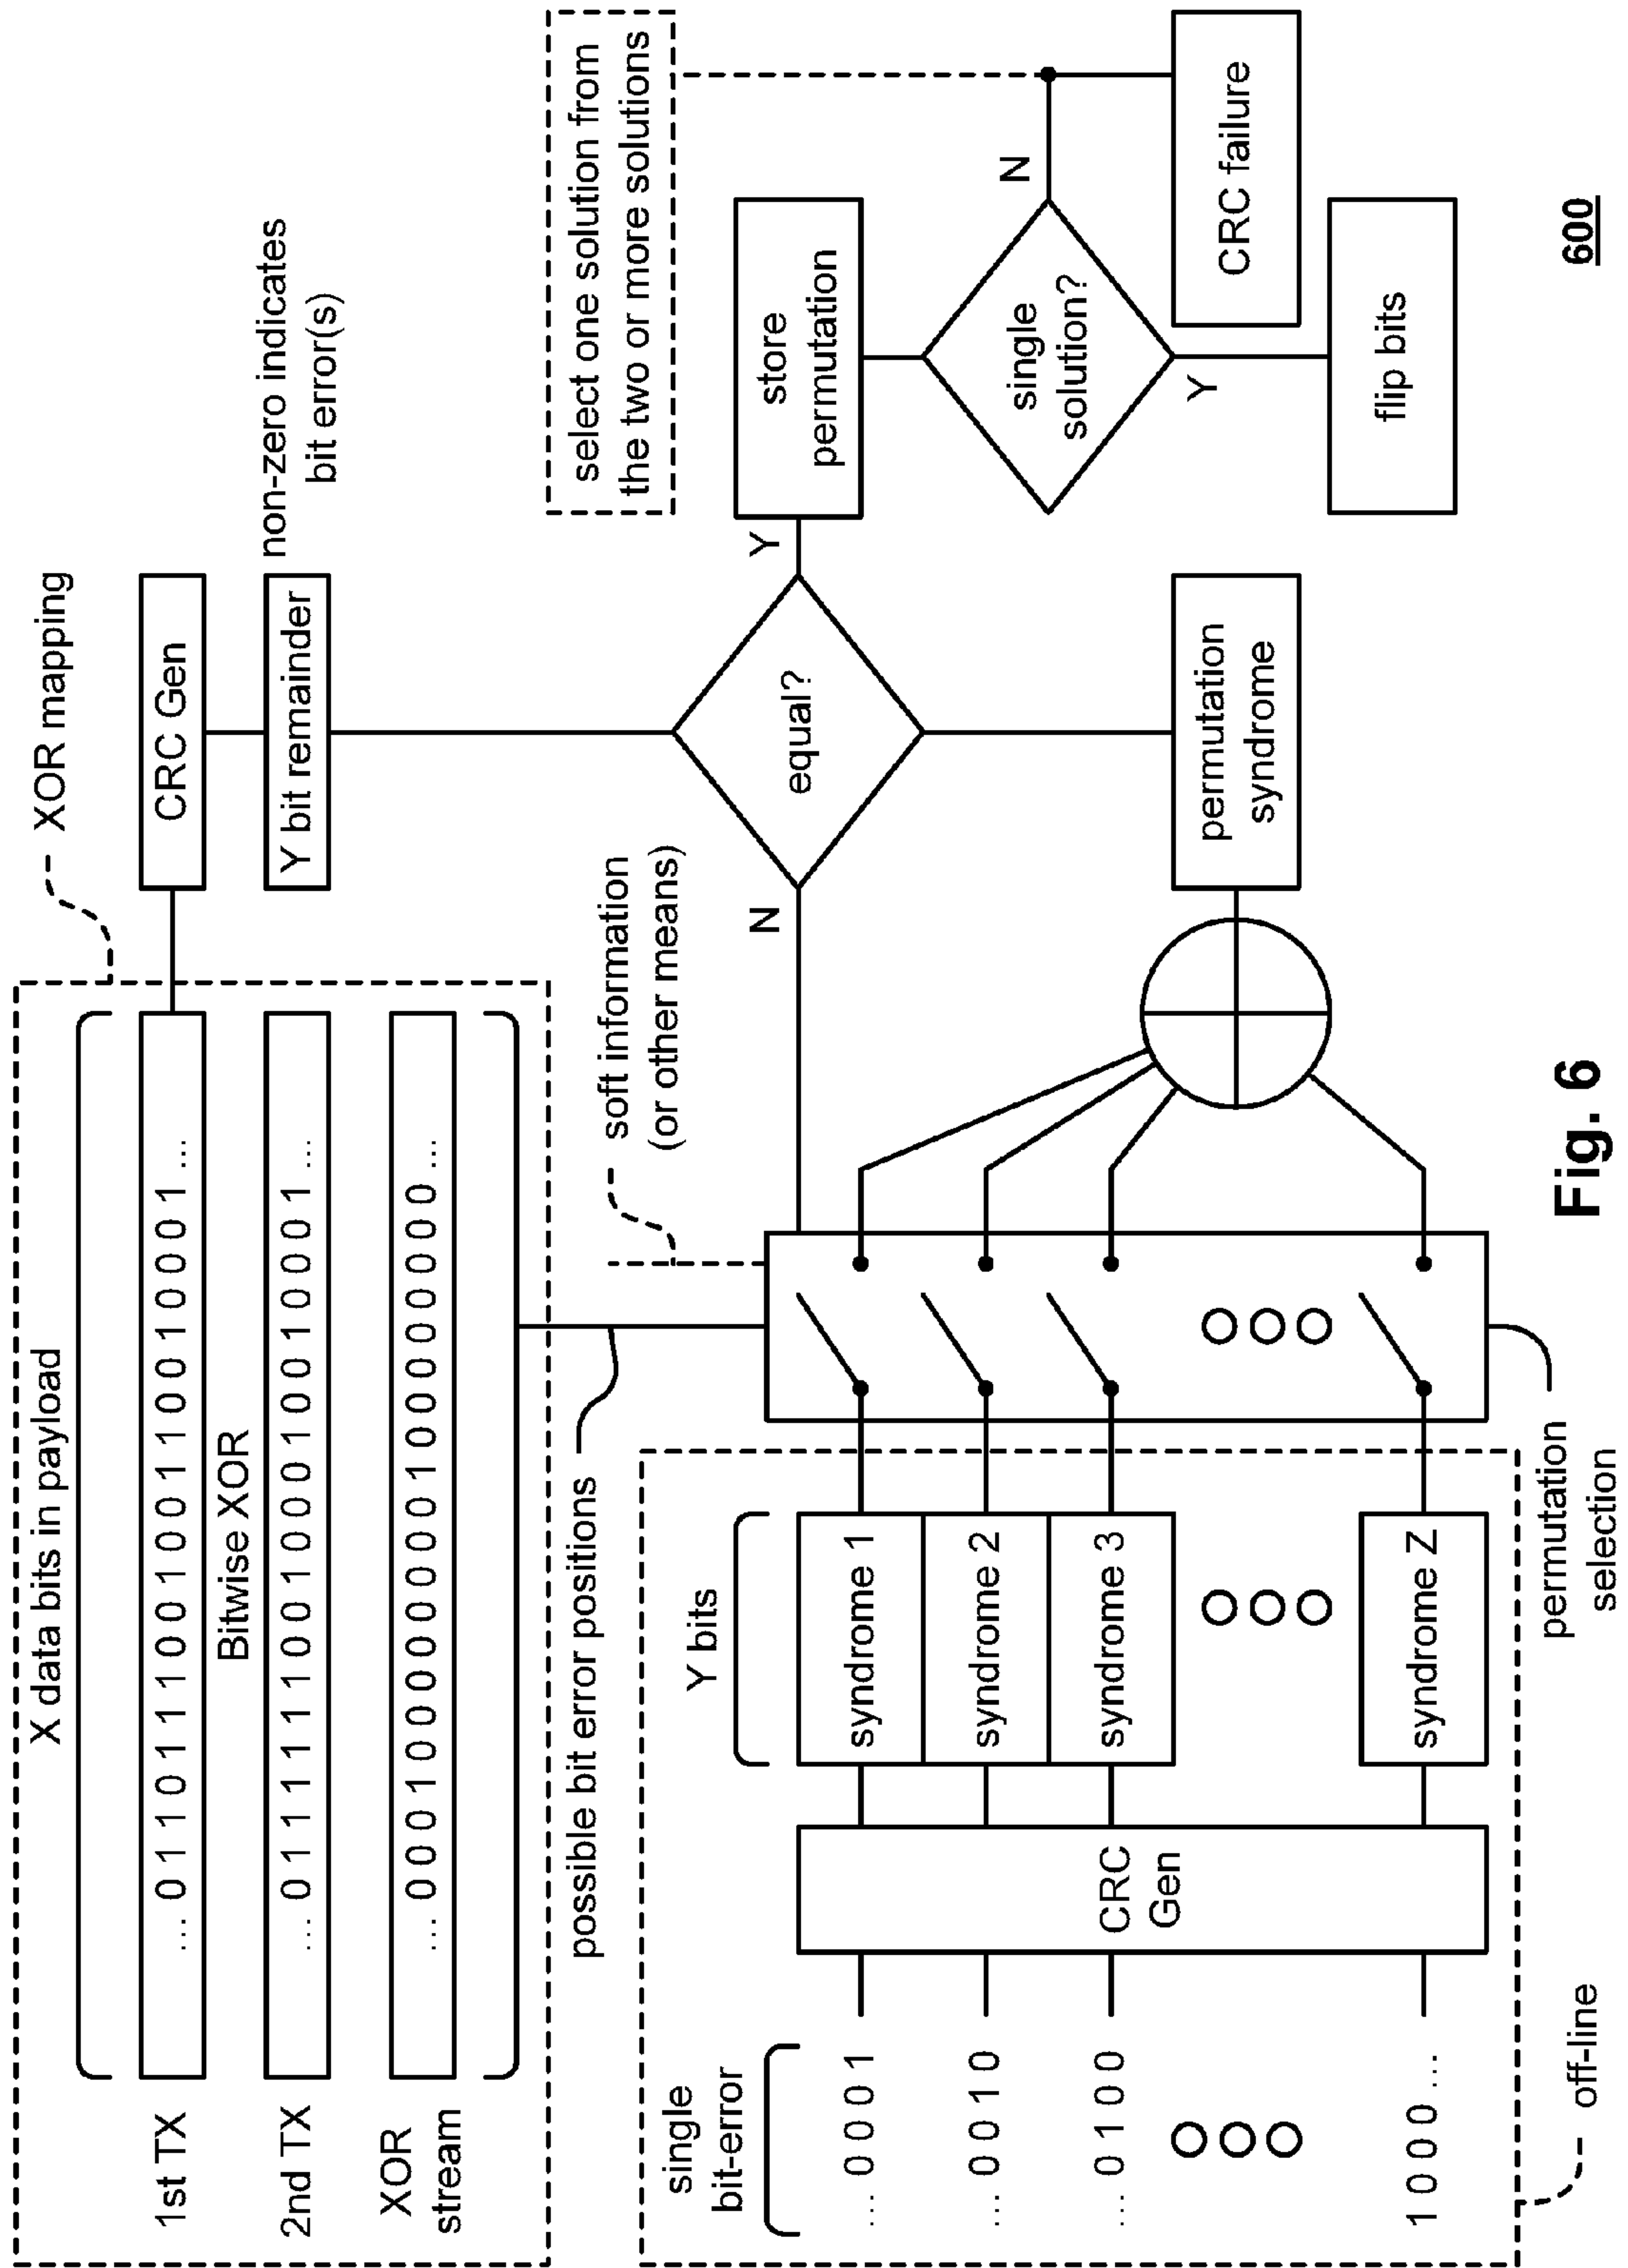 X data bits in payload
XOR mapping
1st TX
... 0 1 1 0 1 1 1 0 0 1 0 0 1 1 0 0 1 0 0 0 1 ...
CRC Gen
Bitwise XOR
2nd TX
... 0 1 1 1 1 1 1 0 0 1 0 0 1 0 0 0 1 0 0 0 1 ...
Y bit remainder
non-zero indicates
bit error(s)
XOR
stream
... 0 0 0 1 0 0 0 0 0 0 0 0 0 1 0 0 0 0 0 0 0 ...
possible bit error positions
soft information
(or other means)
select one solution from
the two or more solutions
single
bit-error
Y bits
N
equal?
Y
store
permutation
... 0 0 0 1
... 0 0 1 0
... 0 1 0 0
1 0 0 0 ...
CRC
Gen
syndrome 1
syndrome 2
syndrome 3
syndrome Z
permutation
syndrome
single
solution?
N
Y
CRC failure
flip bits
off-line
permutation
selection
Fig. 6
600